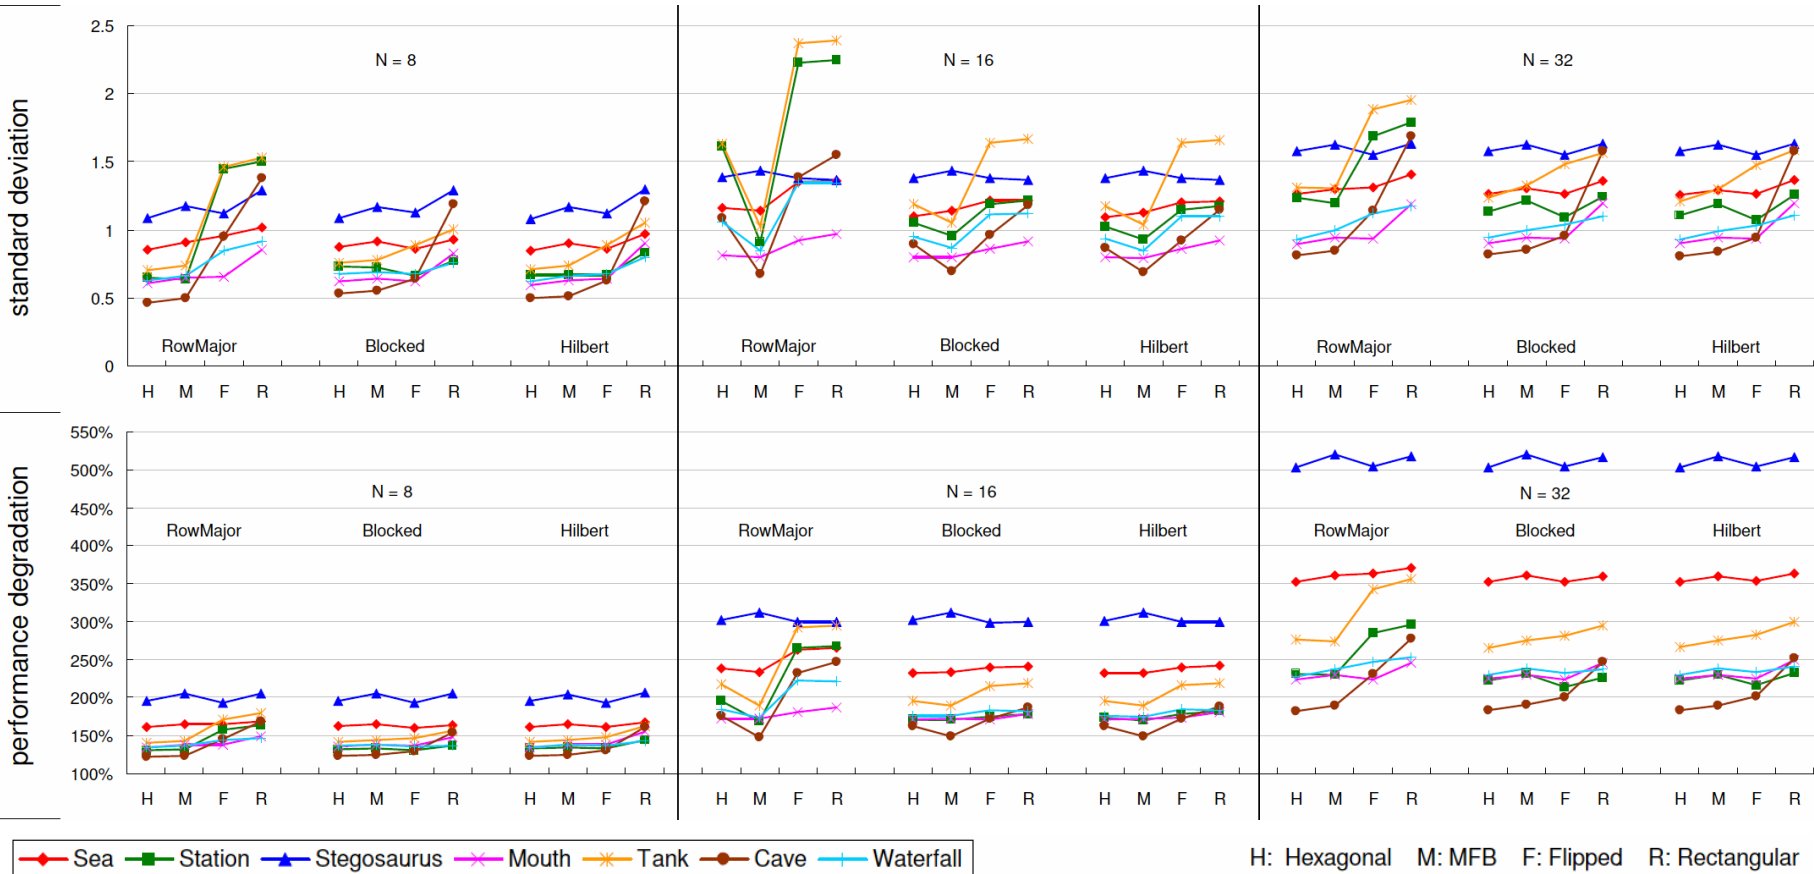 standard deviation
2.5
2
1.5
1
0.5
0
N = 8
N = 16
N = 32
RowMajor Blocked Hilbert RowMajor Blocked Hilbert RowMajor Blocked Hilbert
H M F R H M F R H M F R H M F R H M F R H M F R H M F R H M F R H M F R
performance degradation
550%
500%
450%
400%
350%
300%
250%
200%
150%
100%
N = 8
N = 16
N = 32
RowMajor Blocked Hilbert RowMajor Blocked Hilbert RowMajor Blocked Hilbert
H M F R H M F R H M F R H M F R H M F R H M F R H M F R H M F R H M F R
Sea Station Stegosaurus Mouth Tank Cave Waterfall
H: Hexagonal M: MFB F: Flipped R: Rectangular